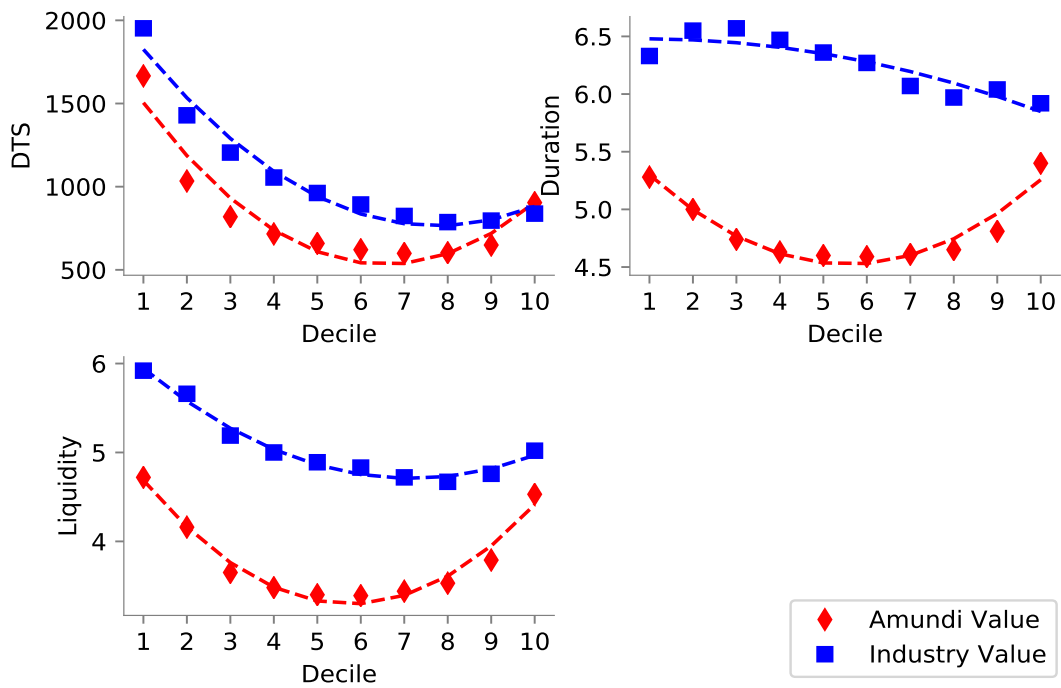 DTS
2000
1500
1000
500
1 2 3 4 5 6 7 8 9 10
Decile
Duration
6.5
6.0
5.5
5.0
4.5
1 2 3 4 5 6 7 8 9 10
Decile
Liquidity
6
5
4
1 2 3 4 5 6 7 8 9 10
Decile
Amundi Value
Industry Value